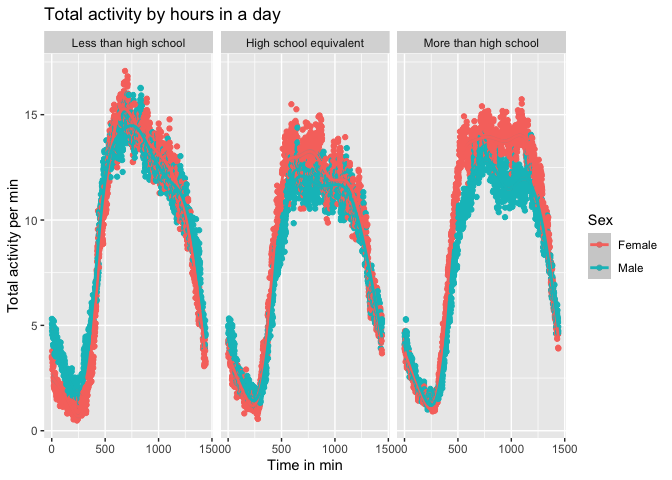 Total activity by hours in a day
Less than high school
High school equivalent
More than high school
Total activity per min
15
10
5
0
0 500 1000 1500
0 500 1000 1500
0 500 1000 1500
Time in min
Sex
Female
Male